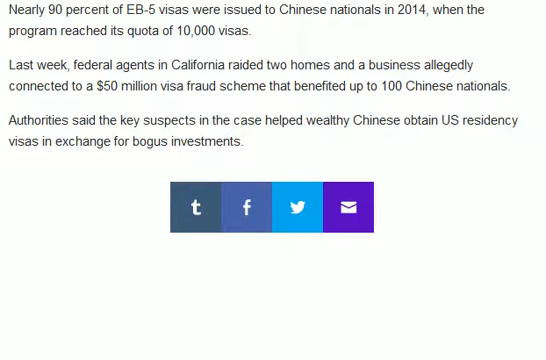 Nearly 90 percent of EB-5 visas were issued to Chinese nationals in 2014, when the
program reached its quota of 10,000 visas.
Last week, federal agents in California raided two homes and a business allegedly
connected to a $50 million visa fraud scheme that benefited up to 100 Chinese nationals.
Authorities said the key suspects in the case helped wealthy Chinese obtain US residency
visas in exchange for bogus investments.
t f